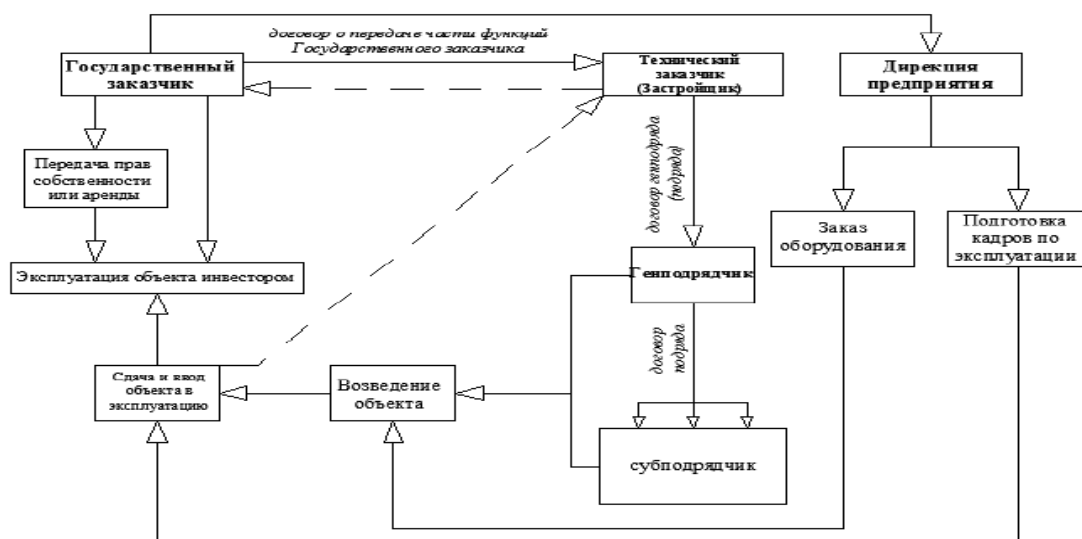 договор о передаче части функций
Государственного заказчика
Государственный
заказчик
Технический
заказчик
(Застройщик)
Дирекция
предприятия
Передача прав
собственности
или аренды
договор генподряда
(подряда)
Заказ
оборудования
Подготовка
кадров по
эксплуатации
Эксплуатация объекта инвестором
Генподрядчик
договор
подряда
Сдача и ввод
объекта в
эксплуатацию
Возведение
объекта
субподрядчик